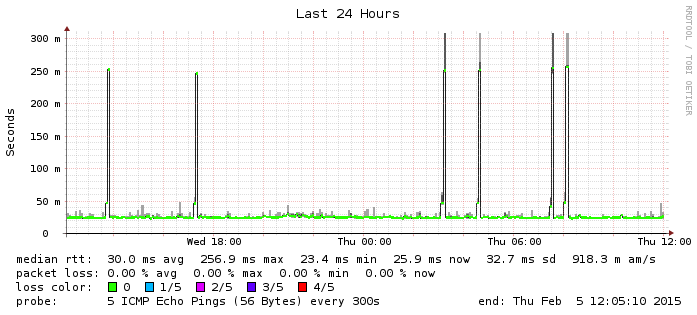 Last 24 Hours
RRDTOOL / TOBI OETIKER
Seconds
300 m
250 m
200 m
150 m
100 m
50 m
0
Wed 18:00 Thu 00:00 Thu 06:00 Thu 12:00
median rtt: 30.0 ms avg 256.9 ms max 23.4 ms min 25.9 ms now 32.7 ms sd 918.3 m am/s
packet loss: 0.00 % avg 0.00 % max 0.00 % min 0.00 % now
loss color: 0 1/5 2/5 3/5 4/5
probe: 5 ICMP Echo Pings (56 Bytes) every 300s end: Thu Feb 5 12:05:10 2015